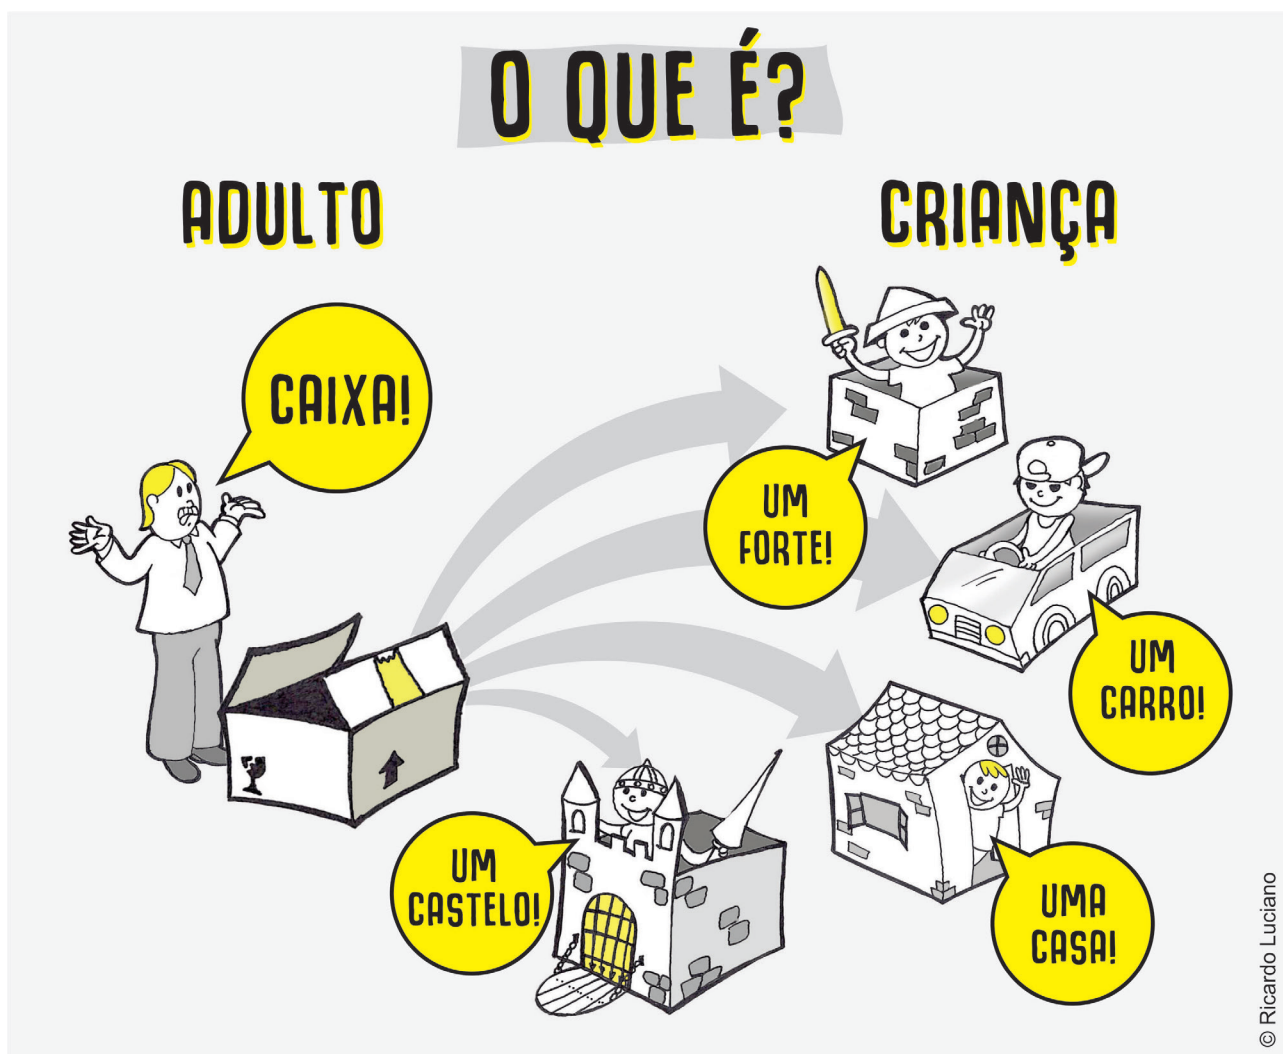 O QUE É?
ADULTO
CRIANÇA
CAIXA!
UM
FORTE!
UM
CARRO!
UM
CASTELO!
UMA
CASA!
© Ricardo Luciano